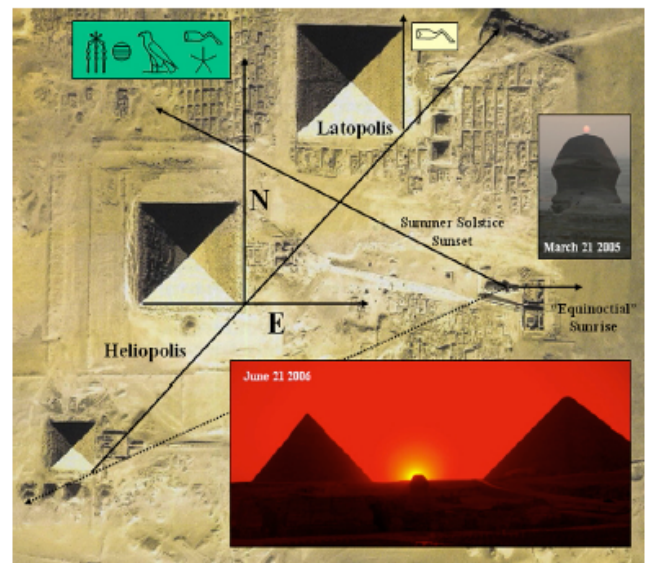 Latopolis
N
Summer Solstice
Sunset
March 21 2005
"Equinoctial"
Sunrise
E
Heliopolis
June 21 2006